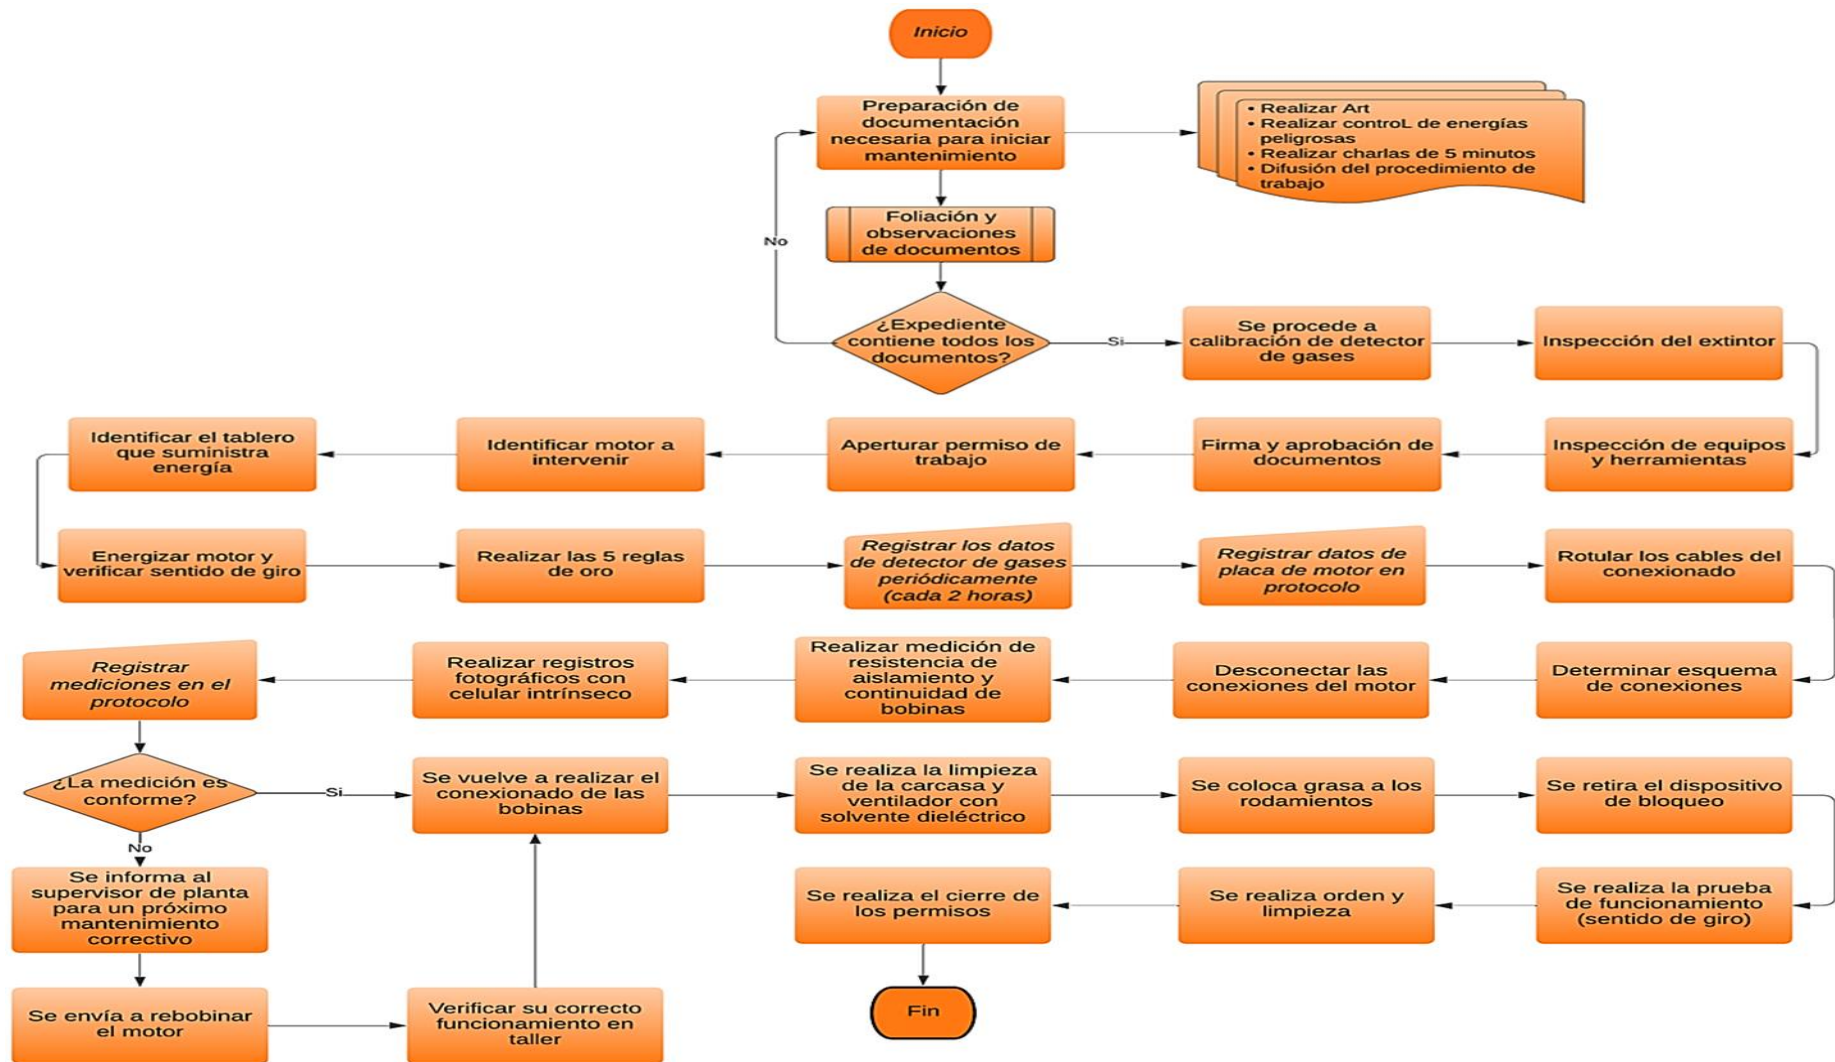 Inicio
Preparación de
documentación
necesaria para iniciar
mantenimiento
• Realizar Art
• Realizar controL de energías
peligrosas
• Realizar charlas de 5 minutos
• Difusión del procedimiento de
trabajo
Foliación y
observaciones
de documentos
No
¿Expediente
contiene todos los
documentos?
Si
Se procede a
calibración de detector
de gases
Inspección del extintor
Inspección de equipos
y herramientas
Firma y aprobación de
documentos
Aperturar permiso de
trabajo
Identificar motor a
intervenir
Identificar el tablero
que suministra
energía
Energizar motor y
verificar sentido de giro
Realizar las 5 reglas
de oro
Registrar los datos
de detector de gases
periódicamente
(cada 2 horas)
Registrar datos de
placa de motor en
protocolo
Rotular los cables del
conexionado
Determinar esquema
de conexiones
Desconectar las
conexiones del motor
Realizar medición de
resistencia de
aislamiento y
continuidad de
bobinas
Realizar registros
fotográficos con
celular intrínseco
Registrar
mediciones en el
protocolo
¿La medición es
conforme?
Si
Se vuelve a realizar el
conexionado de las
bobinas
Se realiza la limpieza
de la carcasa y
ventilador con
solvente dieléctrico
Se coloca grasa a los
rodamientos
Se retira el dispositivo
de bloqueo
No
Se informa al
supervisor de planta
para un próximo
mantenimiento
correctivo
Se realiza la prueba
de funcionamiento
(sentido de giro)
Se realiza orden y
limpieza
Se realiza el cierre de
los permisos
Se envía a rebobinar
el motor
Verificar su correcto
funcionamiento en
taller
Fin